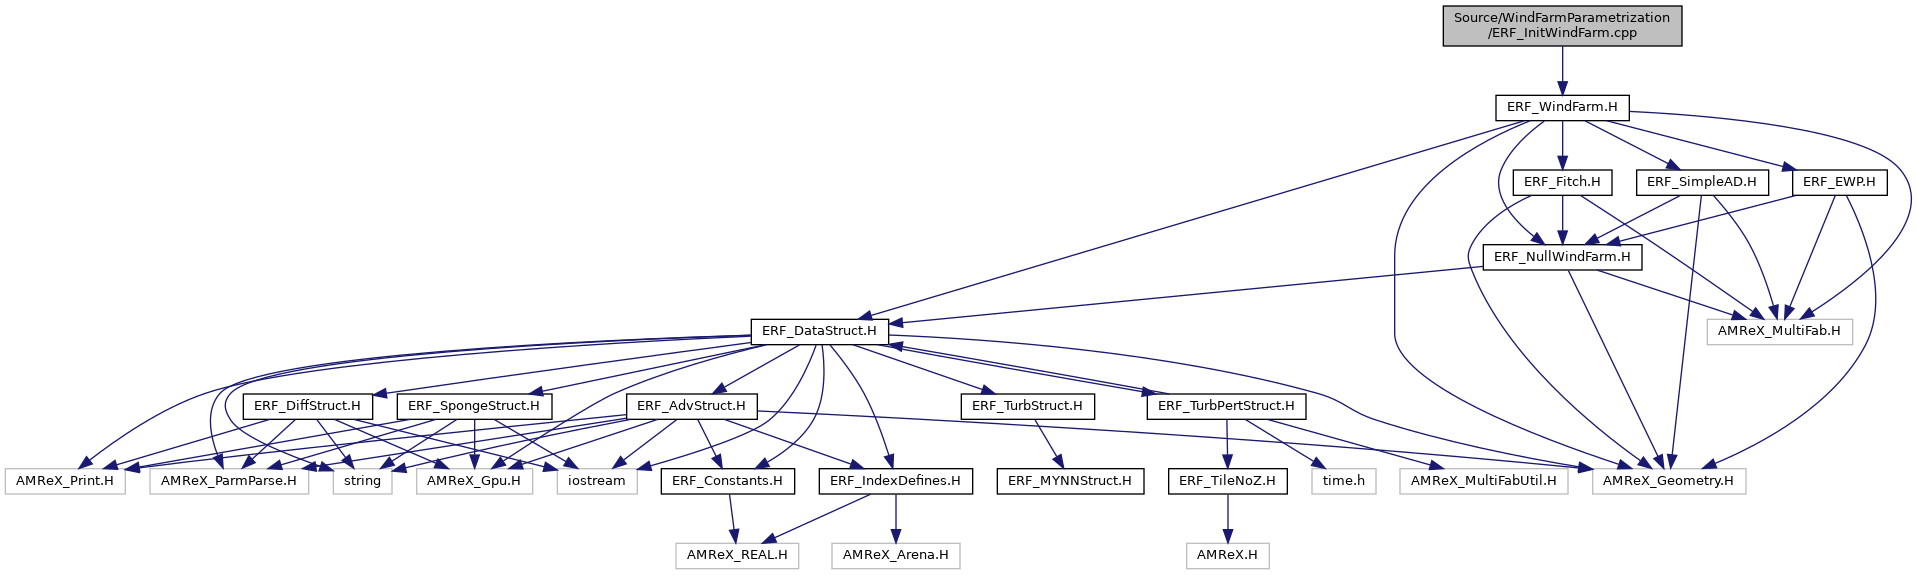 Source/WindFarmParametrization
/ERF_InitWindFarm.cpp
ERF_WindFarm.H
ERF_Fitch.H
ERF_SimpleAD.H
ERF_EWP.H
ERF_NullWindFarm.H
ERF_DataStruct.H
AMReX_MultiFab.H
ERF_DiffStruct.H
ERF_SpongeStruct.H
ERF_AdvStruct.H
ERF_TurbStruct.H
ERF_TurbPertStruct.H
AMReX_Print.H
AMReX_ParmParse.H
string
AMReX_Gpu.H
iostream
ERF_Constants.H
ERF_IndexDefines.H
ERF_MYNNStruct.H
ERF_TileNoZ.H
time.h
AMReX_MultiFabUtil.H
AMReX_Geometry.H
AMReX_REAL.H
AMReX_Arena.H
AMReX.H